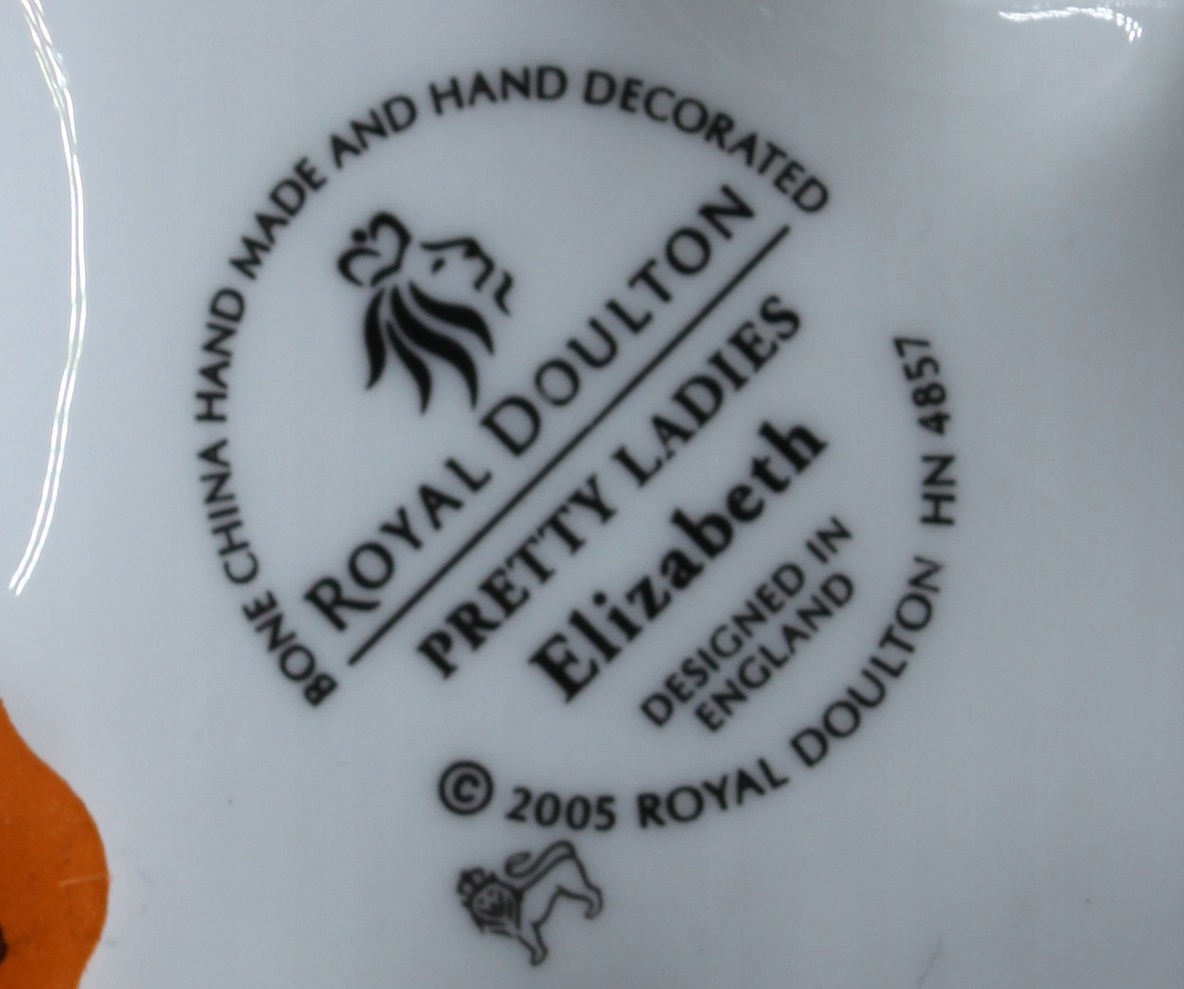 BONE CHINA HAND MADE AND HAND DECORATED
ROYAL DOULTON
PRETTY LADIES
Elizabeth
DESIGNED IN
ENGLAND
© 2005 ROYAL DOULTON HN 4857